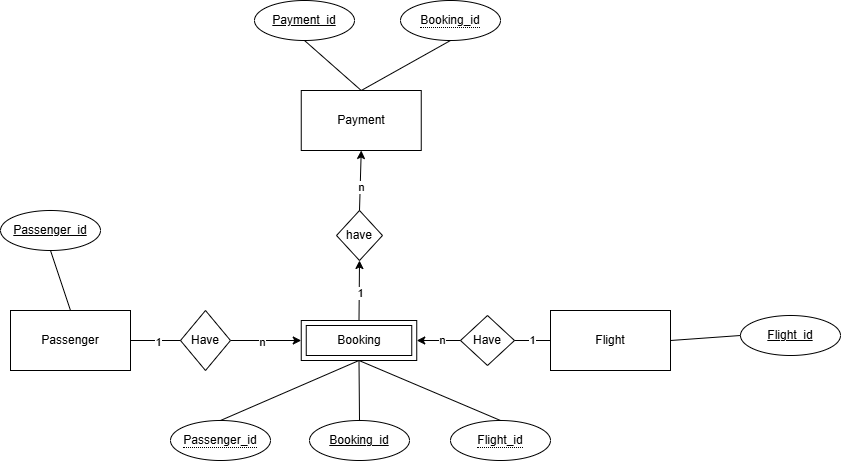 Payment_id
Booking_id
Payment
n
have
Passenger_id
1
Passenger
1
Have
n
Booking
n
Have
1
Flight
Flight_id
Passenger_id
Booking_id
Flight_id